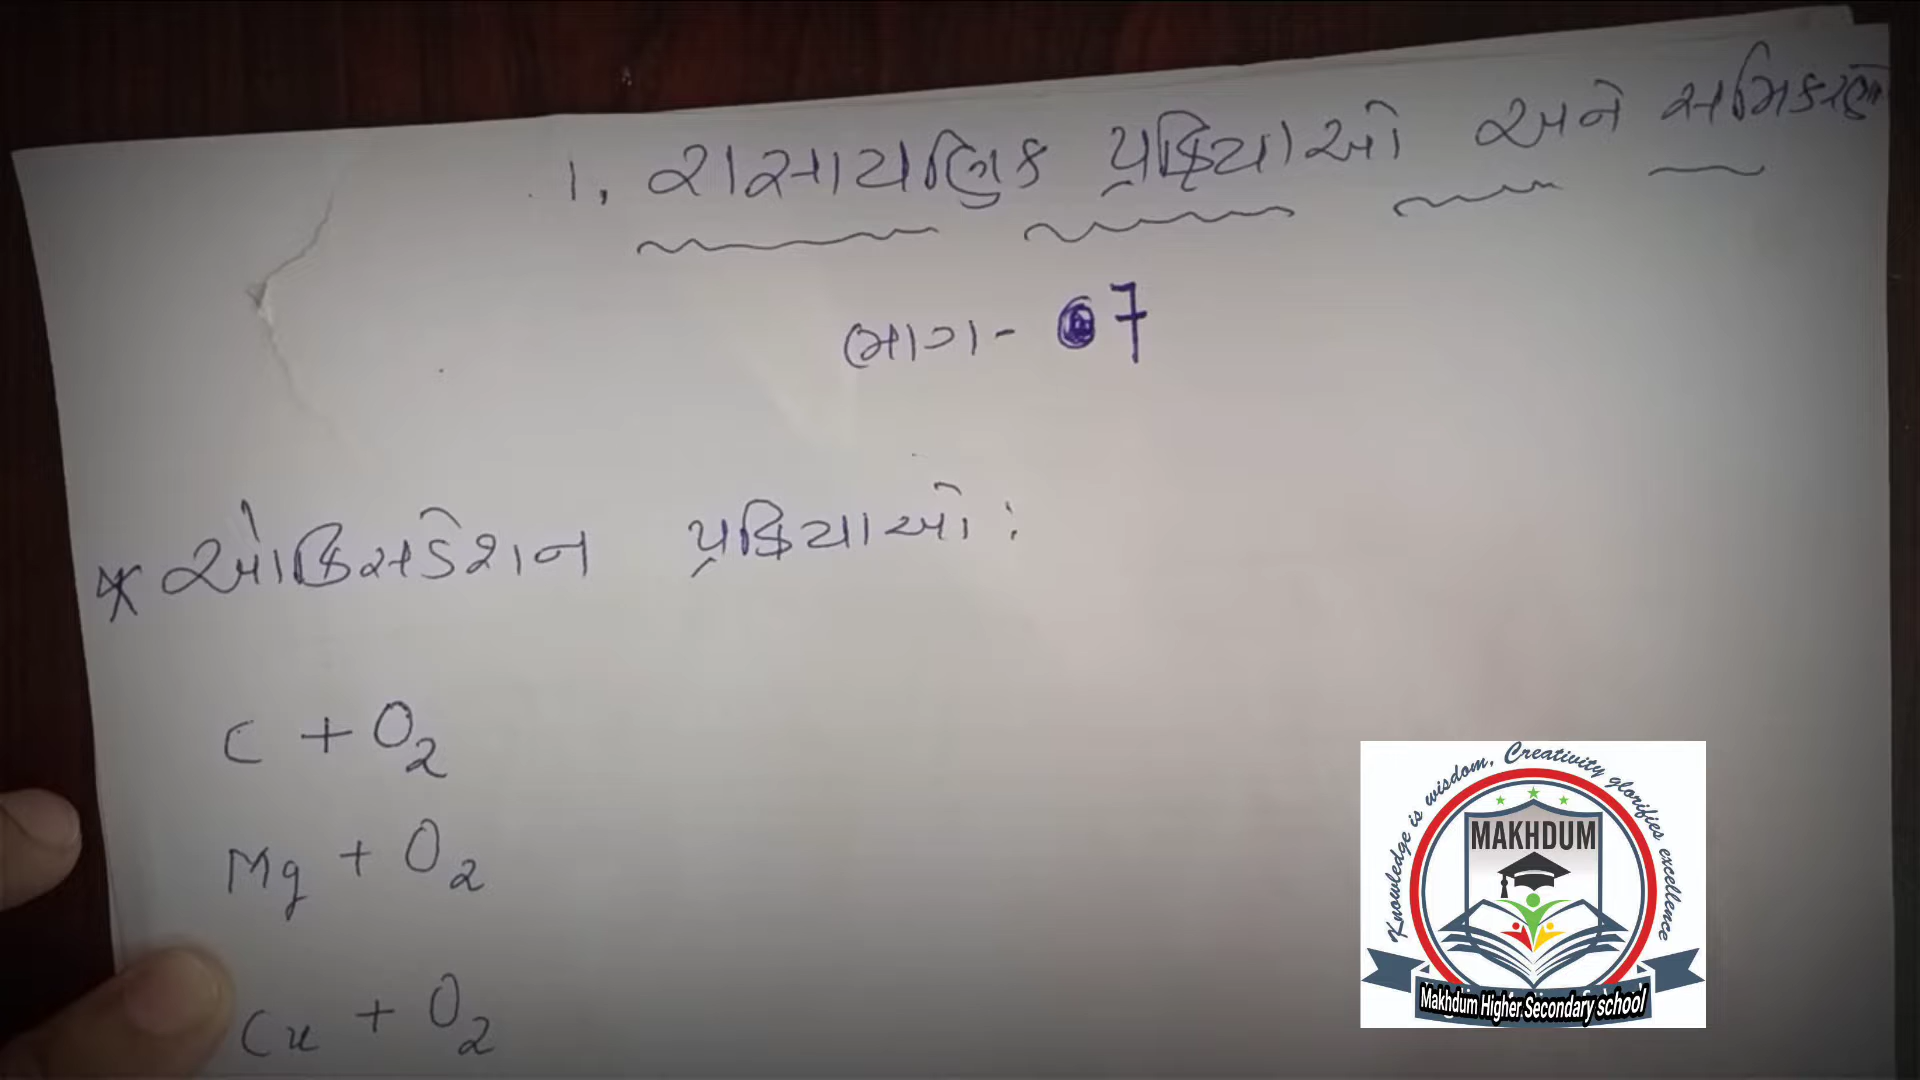 1. રાસાયણિક પ્રક્રિયાઓ અને સમિકરણો
ભાગ- 7
* ઓક્સિડેશન પ્રક્રિયાઓ:
C + O2
Mg + O2
Cu + O2
Knowledge is wisdom, Creativity glorifies excellence
MAKHDUM
Makhdum Higher Secondary school